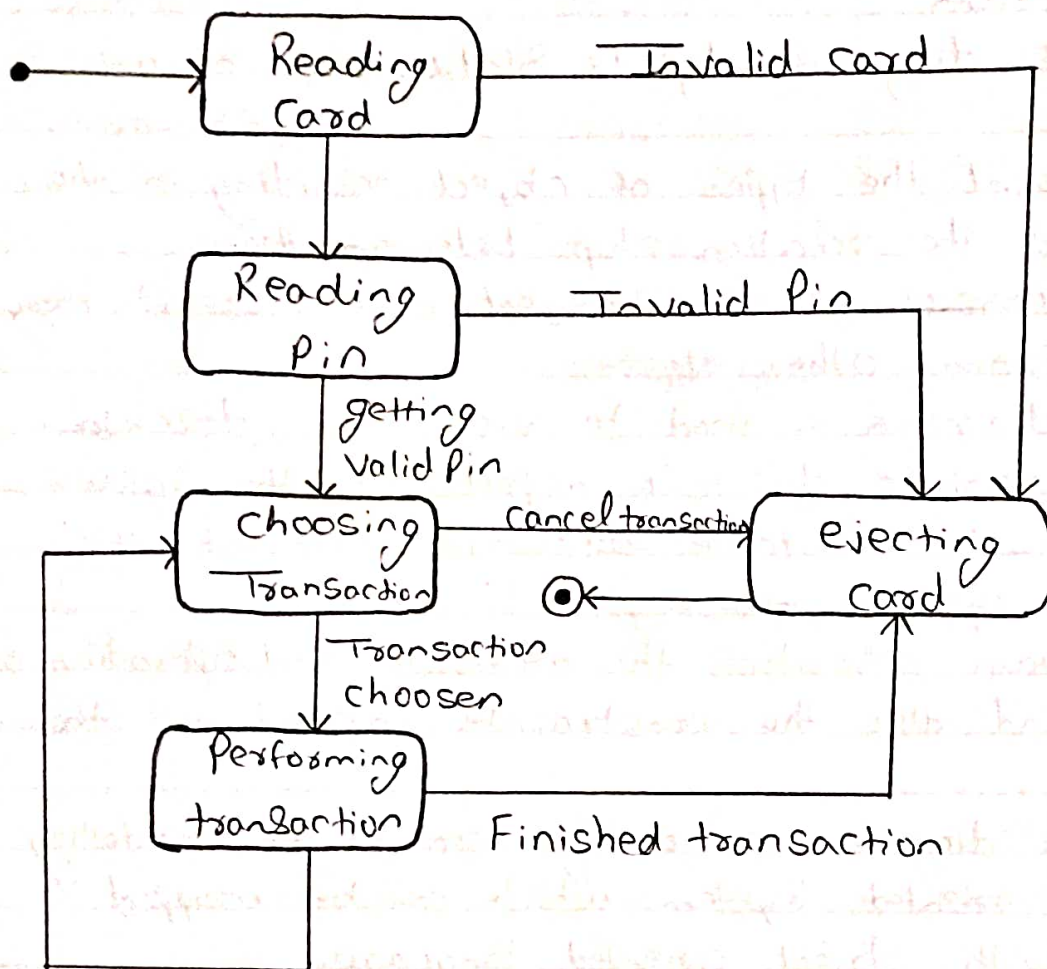 Reading
Card
Invalid card
Reading
Pin
Invalid Pin
getting
valid Pin
choosing
Transaction
Cancel transaction
ejecting
card
Transaction
choosen
Performing
transaction
Finished transaction